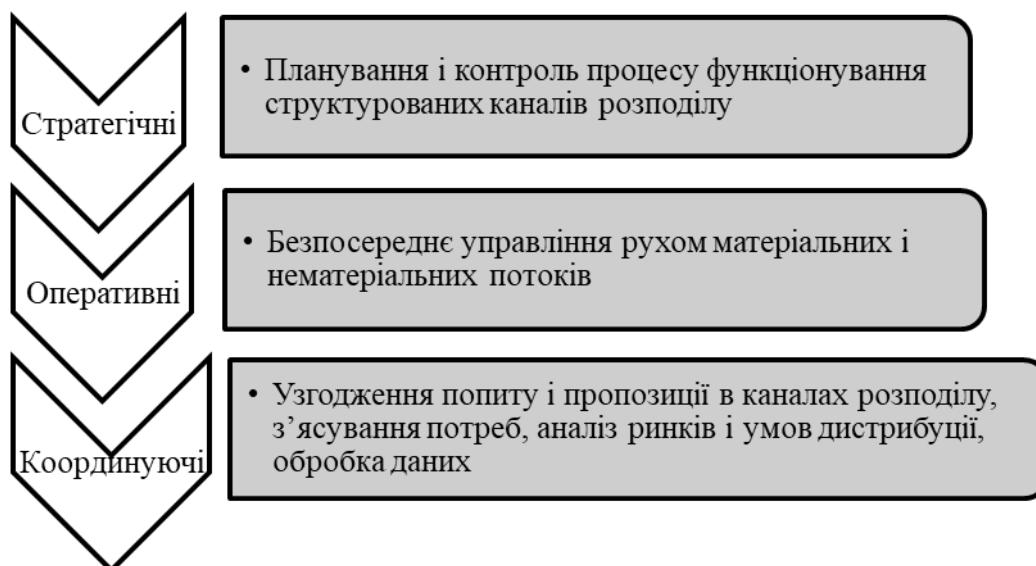 Стратегічні
• Планування і контроль процесу функціонування
структурованих каналів розподілу
Оперативні
• Безпосереднє управління рухом матеріальних і
нематеріальних потоків
Координуючі
• Узгодження попиту і пропозиції в каналах розподілу,
з’ясування потреб, аналіз ринків і умов дистрибуції,
обробка даних